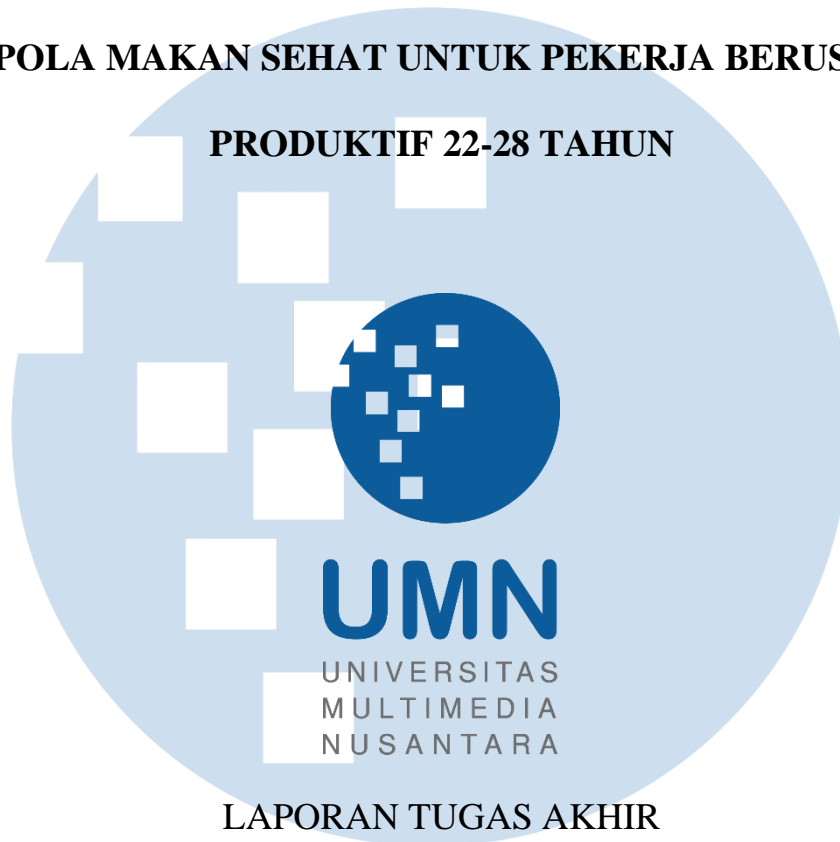 POLA MAKAN SEHAT UNTUK PEKERJA BERUS
PRODUKTIF 22-28 TAHUN
UMN
UNIVERSITAS
MULTIMEDIA
NUSANTARA
LAPORAN TUGAS AKHIR